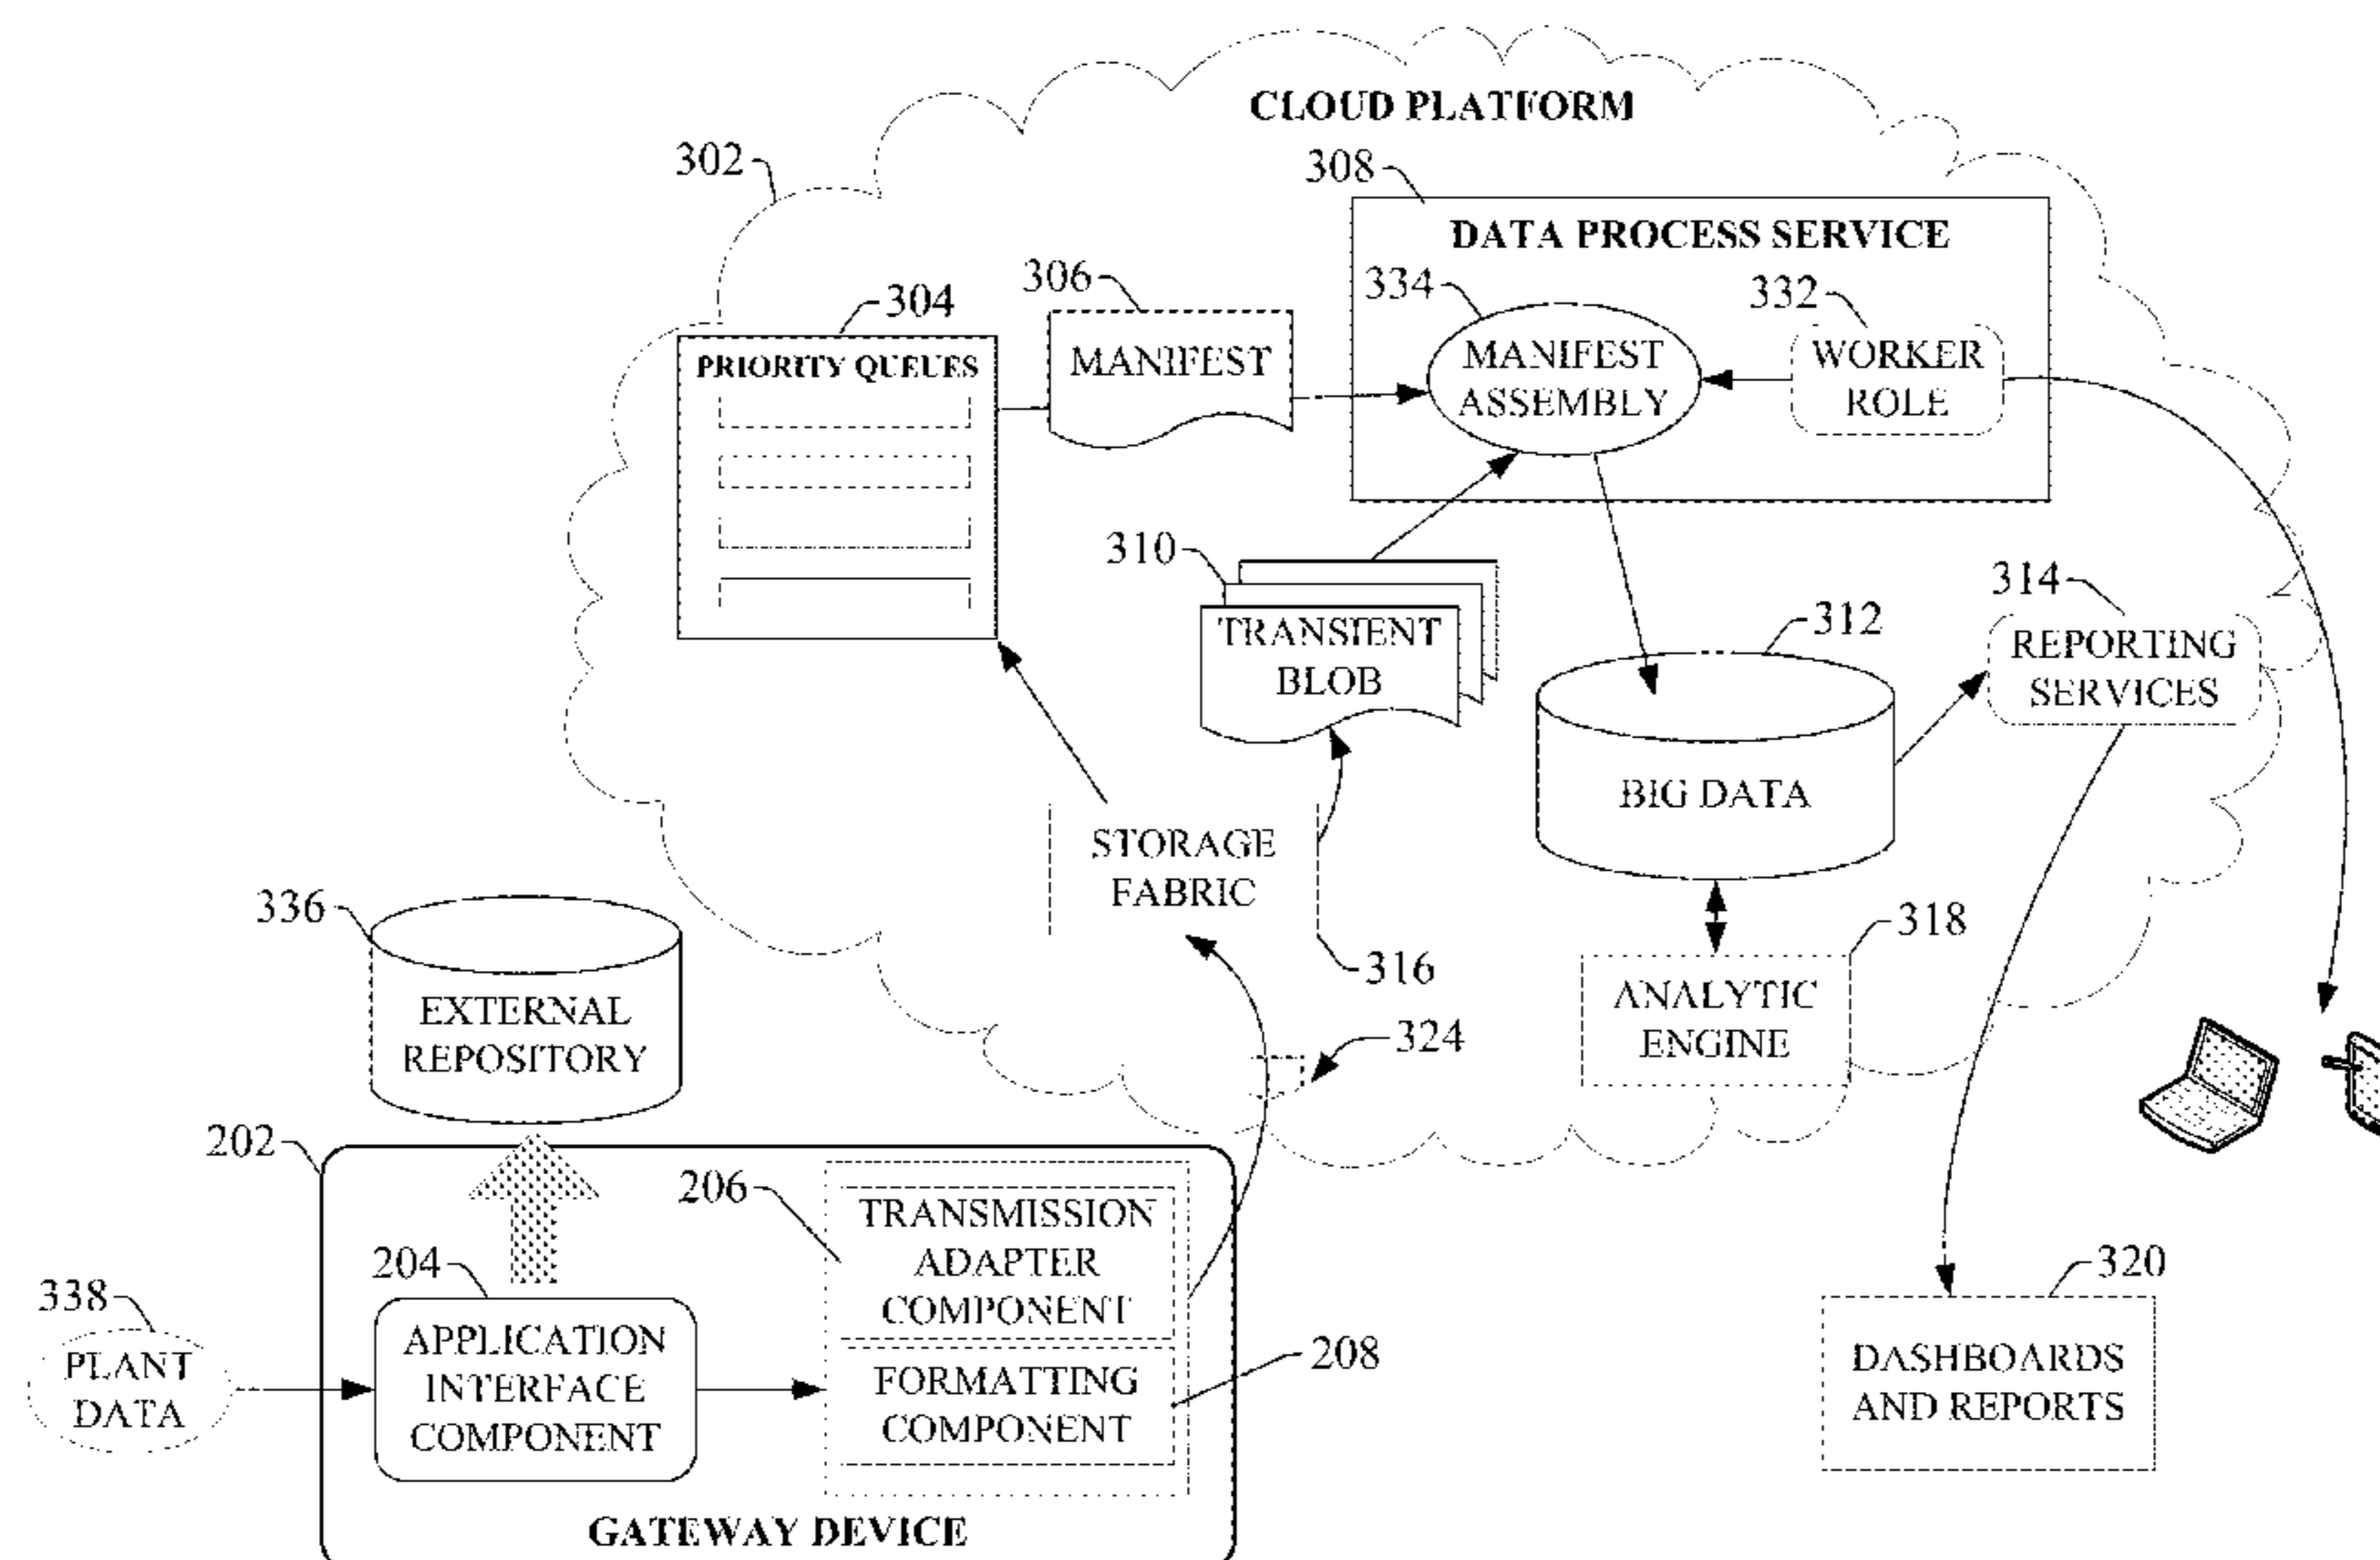 CLOUD PLATFORM
302
308
DATA PROCESS SERVICE
306
334
332
304
PRIORITY QUEUES
MANIFEST
MANIFEST
ASSEMBLY
WORKER
ROLE
310
314
TRANSIENT
BLOB
312
REPORTING
SERVICES
BIG DATA
STORAGE
FABRIC
336
316
318
EXTERNAL
REPOSITORY
ANALYTIC
ENGINE
324
202
206
TRANSMISSION
ADAPTER
COMPONENT
204
338
PLANT
DATA
APPLICATION
INTERFACE
COMPONENT
FORMATTING
COMPONENT
208
320
DASHBOARDS
AND REPORTS
GATEWAY DEVICE